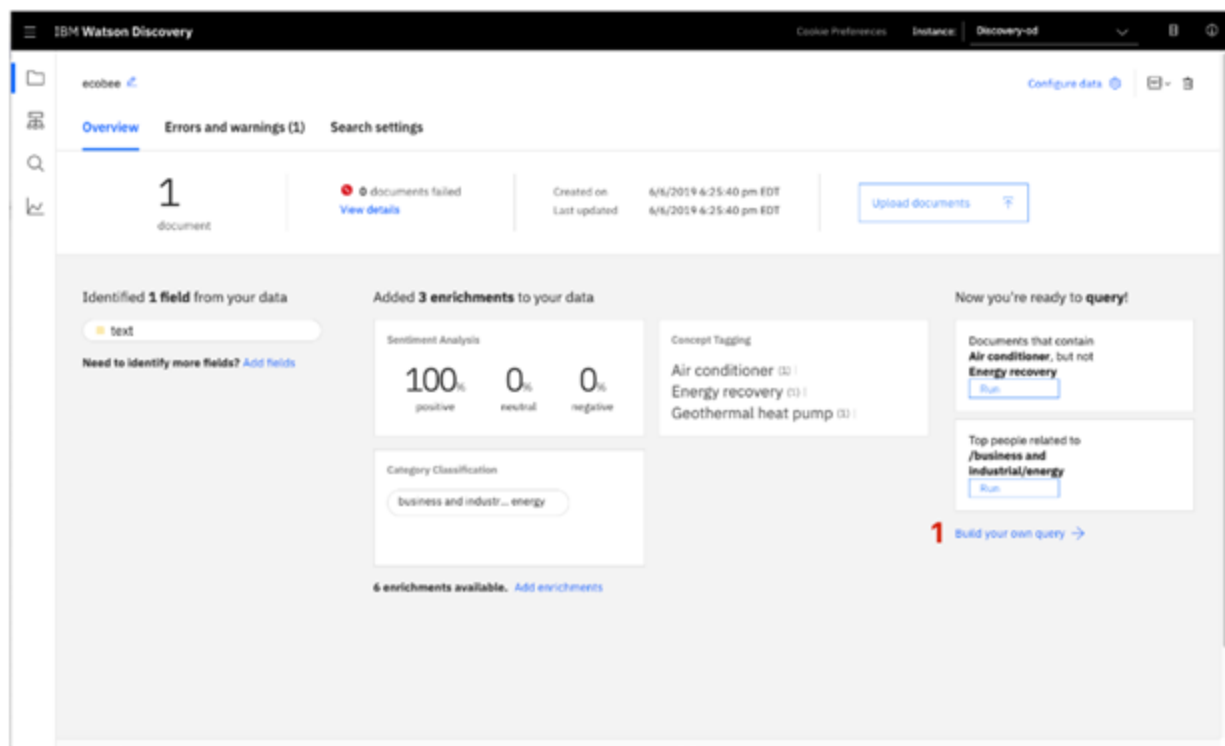 IBM Watson Discovery
Cookie Preferences
Instance:
Discovery-od
ecobee
Configure data
Overview
Errors and warnings (1)
Search settings
1
document
0 documents failed
View details
Created on 6/6/2019 6:25:40 pm EDT
Last updated 6/6/2019 6:25:40 pm EDT
Upload documents
Identified 1 field from your data
text
Need to identify more fields? Add fields
Added 3 enrichments to your data
Sentiment Analysis
100% 0% 0%
positive neutral negative
Concept Tagging
Air conditioner (1)
Energy recovery (1)
Geothermal heat pump (1)
Category Classification
business and industr... energy
6 enrichments available. Add enrichments
Now you're ready to query!
Documents that contain
Air conditioner, but not
Energy recovery
Run
Top people related to
/business and
industrial/energy
Run
1 Build your own query